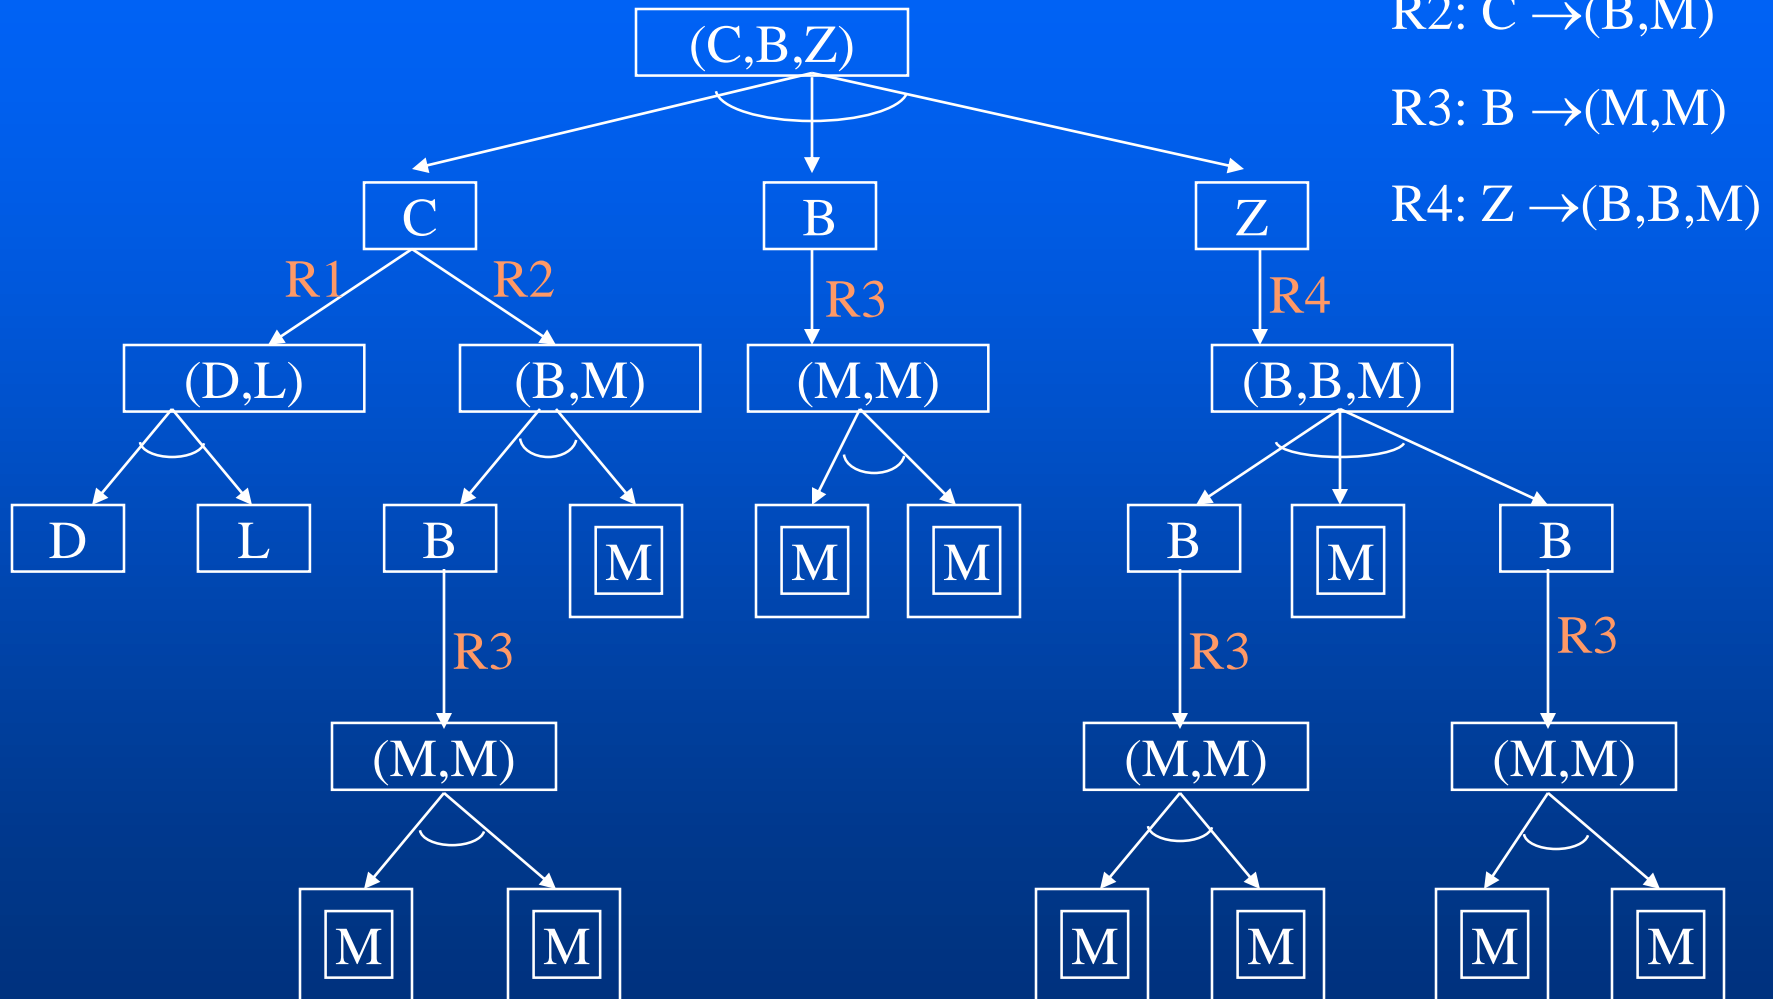 R2: C →(B,M)
(C,B,Z)
R3: B →(M,M)
R4: Z →(B,B,M)
C B Z
R1 R2 R3 R4
(D,L) (B,M) (M,M) (B,B,M)
D L B M M M B M B
R3 R3 R3
(M,M) (M,M) (M,M)
M M M M M M